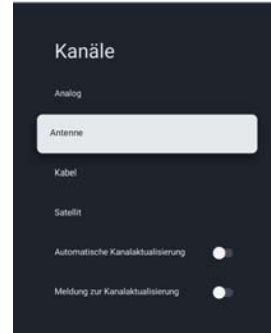 Kanäle
Analog
Antenne
Kabel
Satellit
Automatische Kanalaktualisierung
Meldung zur Kanalaktualisierung